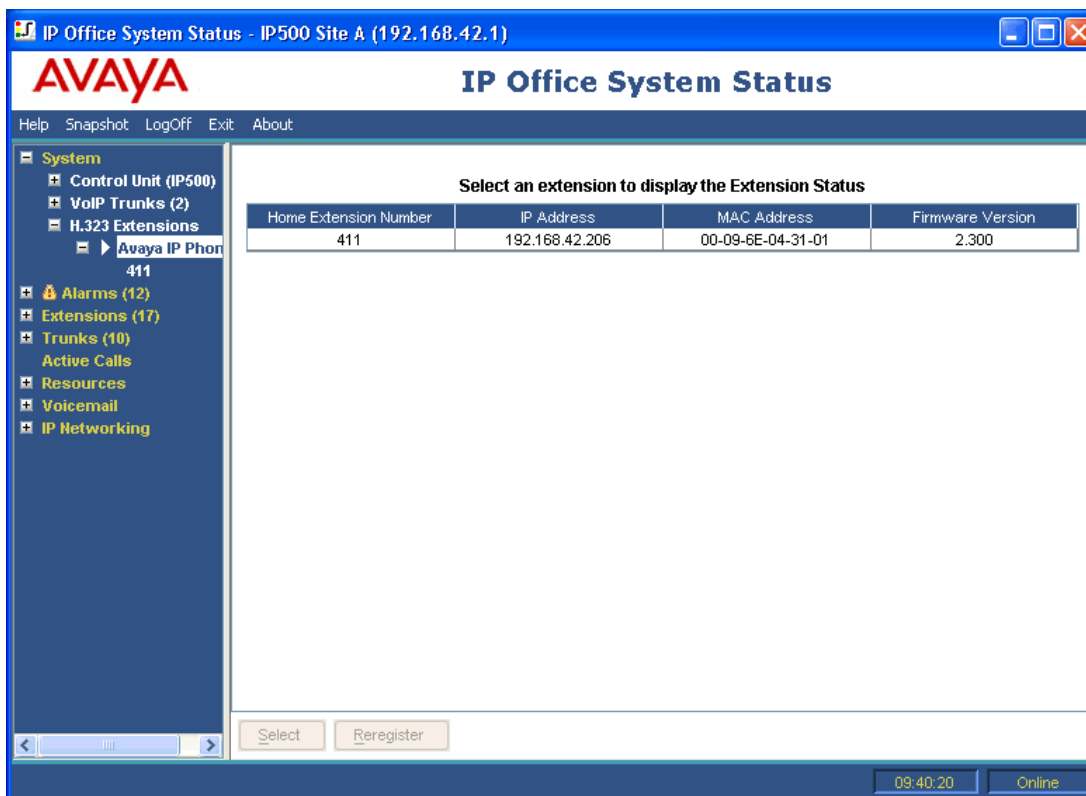 IP Office System Status - IP500 Site A (192.168.42.1)
AVAYA
IP Office System Status
Help Snapshot LogOff Exit About
System
Control Unit (IP500)
VoIP Trunks (2)
H.323 Extensions
Avaya IP Phon
411
Alarms (12)
Extensions (17)
Trunks (10)
Active Calls
Resources
Voicemail
IP Networking
Select an extension to display the Extension Status
Home Extension Number IP Address MAC Address Firmware Version
411 192.168.42.206 00-09-6E-04-31-01 2.300
Select Reregister
09:40:20 Online